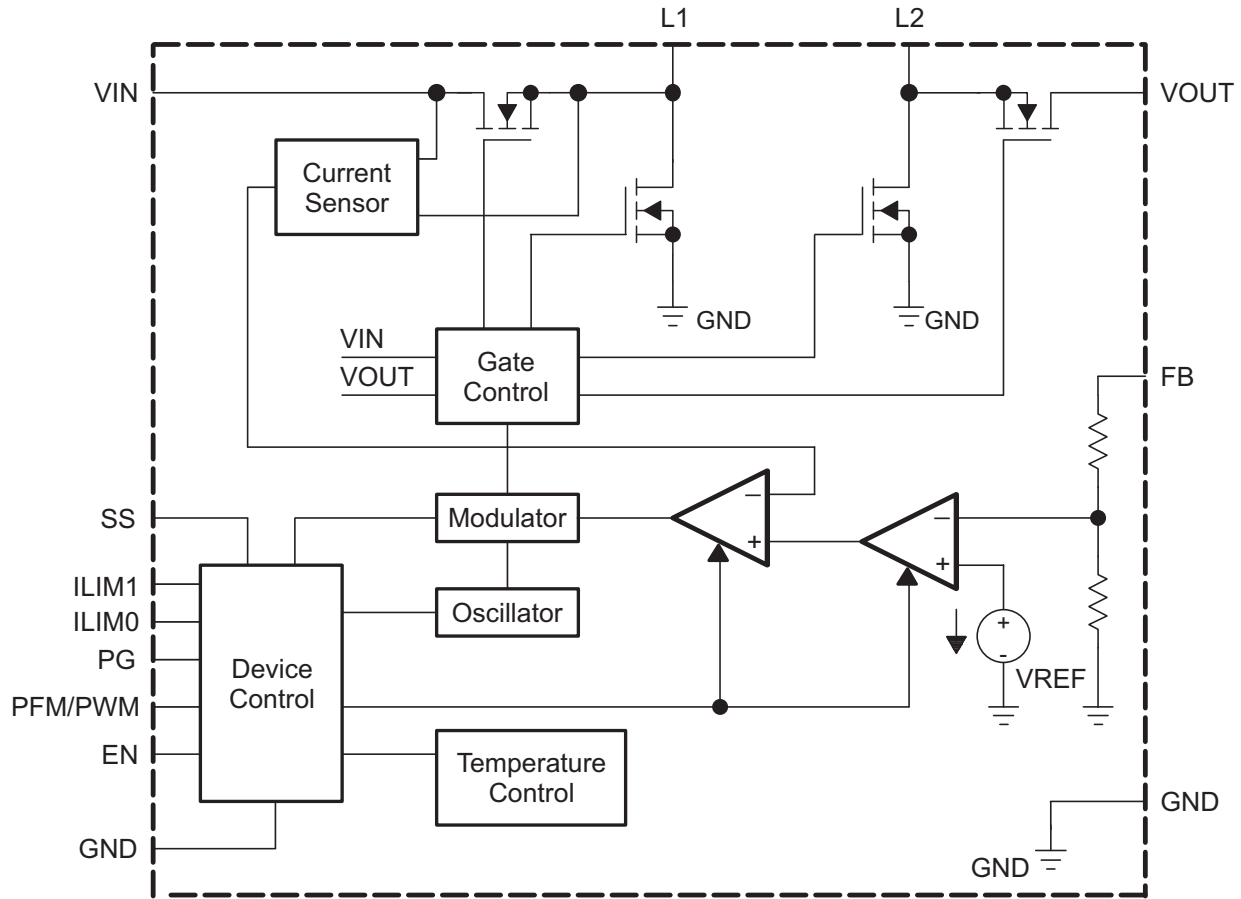 L1
L2
VIN
VOUT
Current
Sensor
GND
GND
VIN
VOUT
Gate
Control
FB
SS
Modulator
–
+
–
+
ILIM1
ILIM0
PG
PFM/PWM
EN
GND
Oscillator
Device
Control
+
-
VREF
Temperature
Control
GND
GND